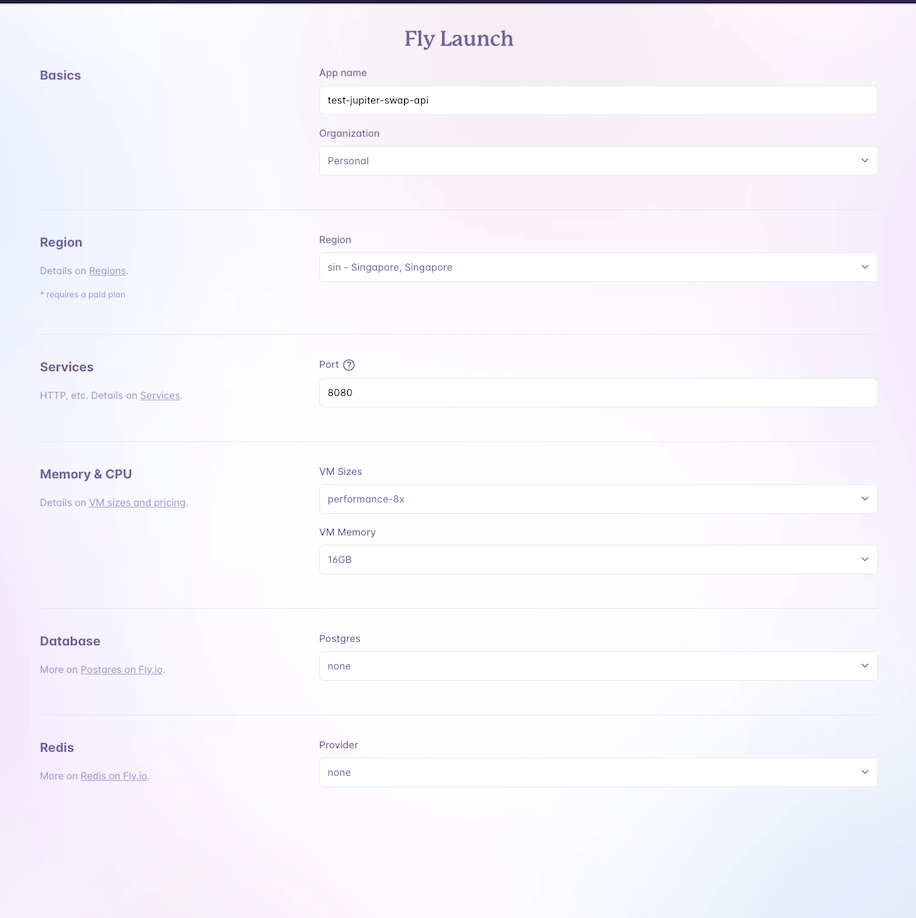 Fly Launch
Basics
App name
test-jupiter-swap-api
Organization
Personal
Region
Details on Regions.
* requires a paid plan
Region
sin - Singapore, Singapore
Services
HTTP, etc. Details on Services.
Port ?
8080
Memory & CPU
Details on VM sizes and pricing.
VM Sizes
performance-8x
VM Memory
16GB
Database
More on Postgres on Fly.io.
Postgres
none
Redis
More on Redis on Fly.io.
Provider
none